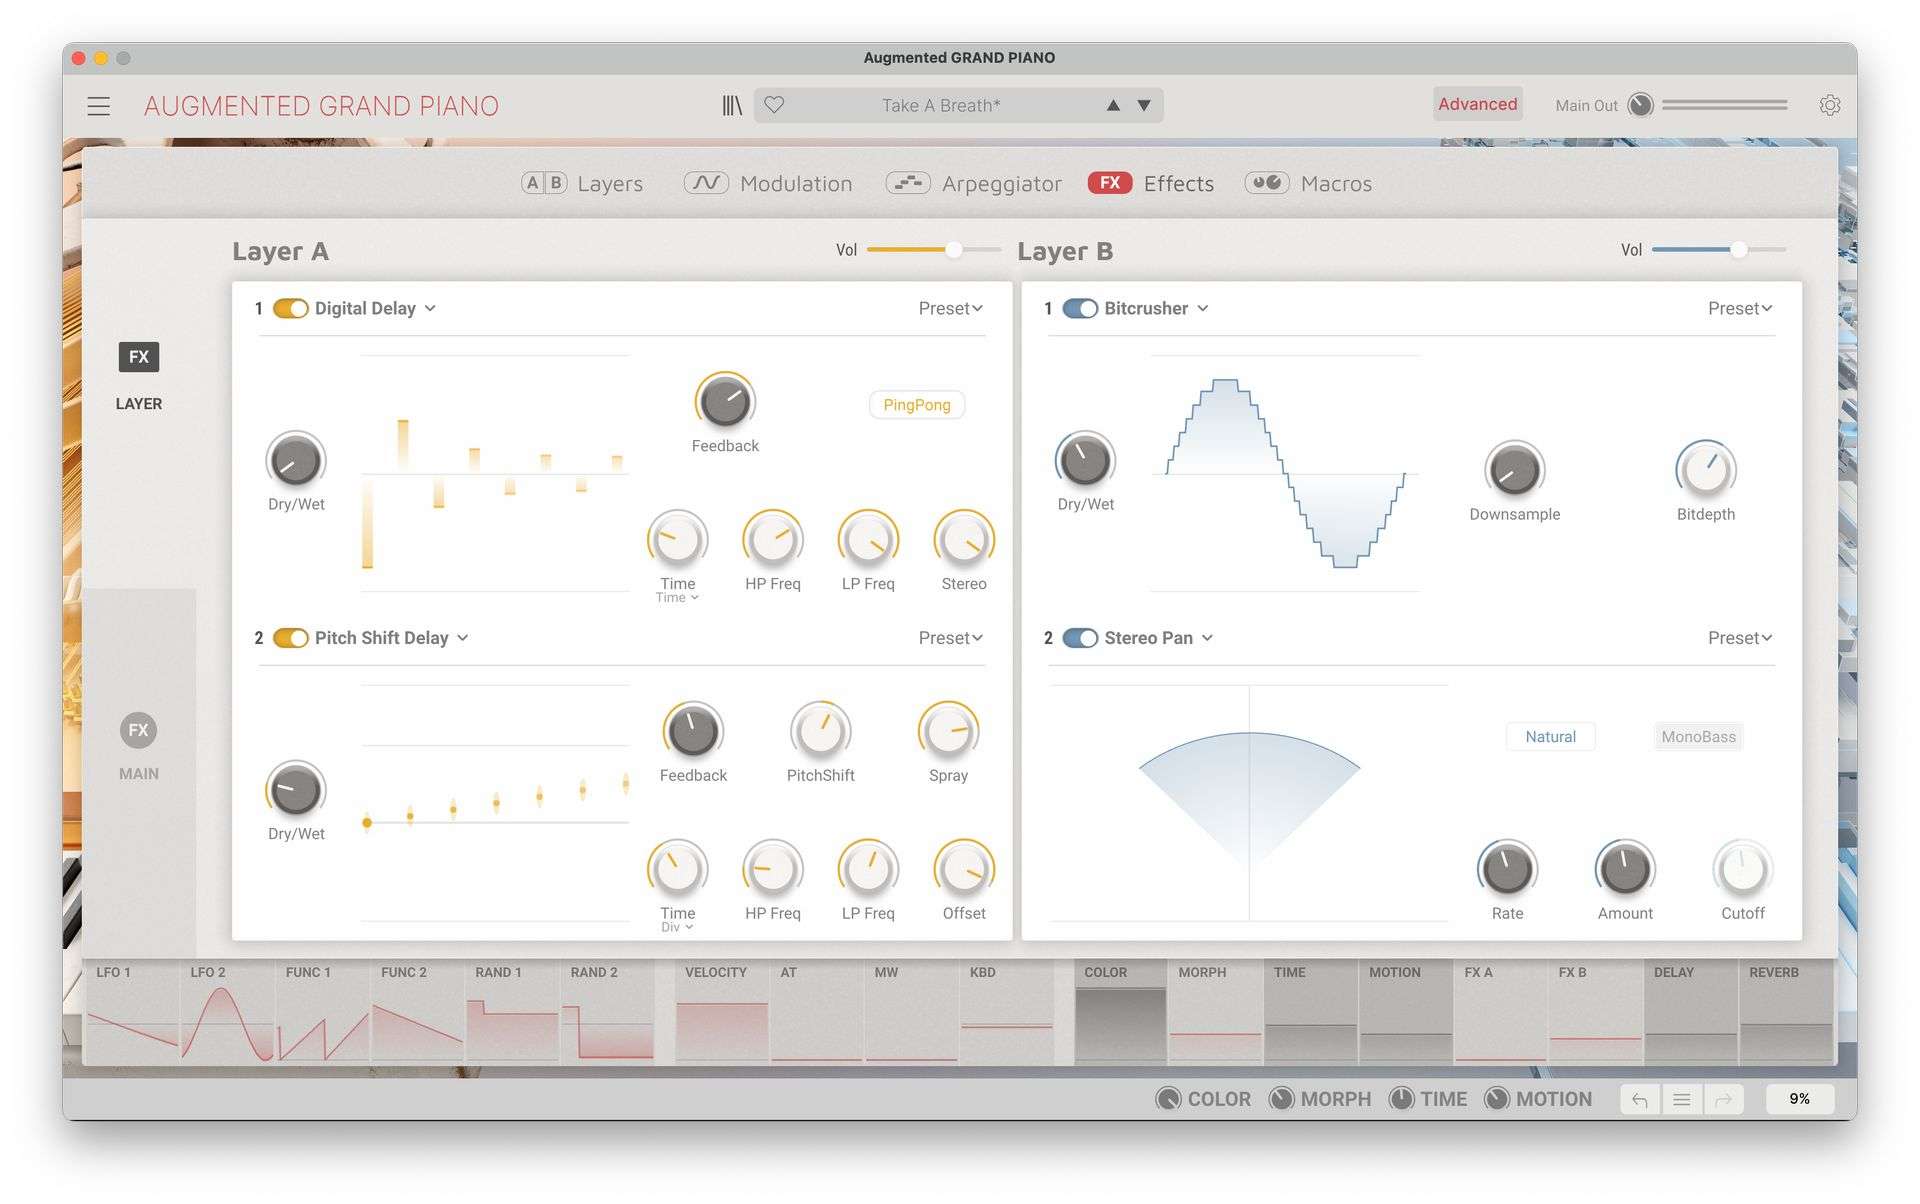 Augmented GRAND PIANO
AUGMENTED GRAND PIANO
Take A Breath*
Advanced
Main Out
A B Layers
Modulation
Arpeggiator
FX Effects
Macros
Layer A
Vol
Layer B
Vol
FX
LAYER
FX
MAIN
1 Digital Delay
Preset
Feedback
PingPong
Dry/Wet
Time
Time
HP Freq
LP Freq
Stereo
2 Pitch Shift Delay
Preset
Feedback
PitchShift
Spray
Dry/Wet
Time
Div
HP Freq
LP Freq
Offset
1 Bitcrusher
Preset
Dry/Wet
Downsample
Bitdepth
2 Stereo Pan
Preset
Natural
MonoBass
Rate
Amount
Cutoff
LFO 1
LFO 2
FUNC 1
FUNC 2
RAND 1
RAND 2
VELOCITY
AT
MW
KBD
COLOR
MORPH
TIME
MOTION
FX A
FX B
DELAY
REVERB
COLOR
MORPH
TIME
MOTION
9%